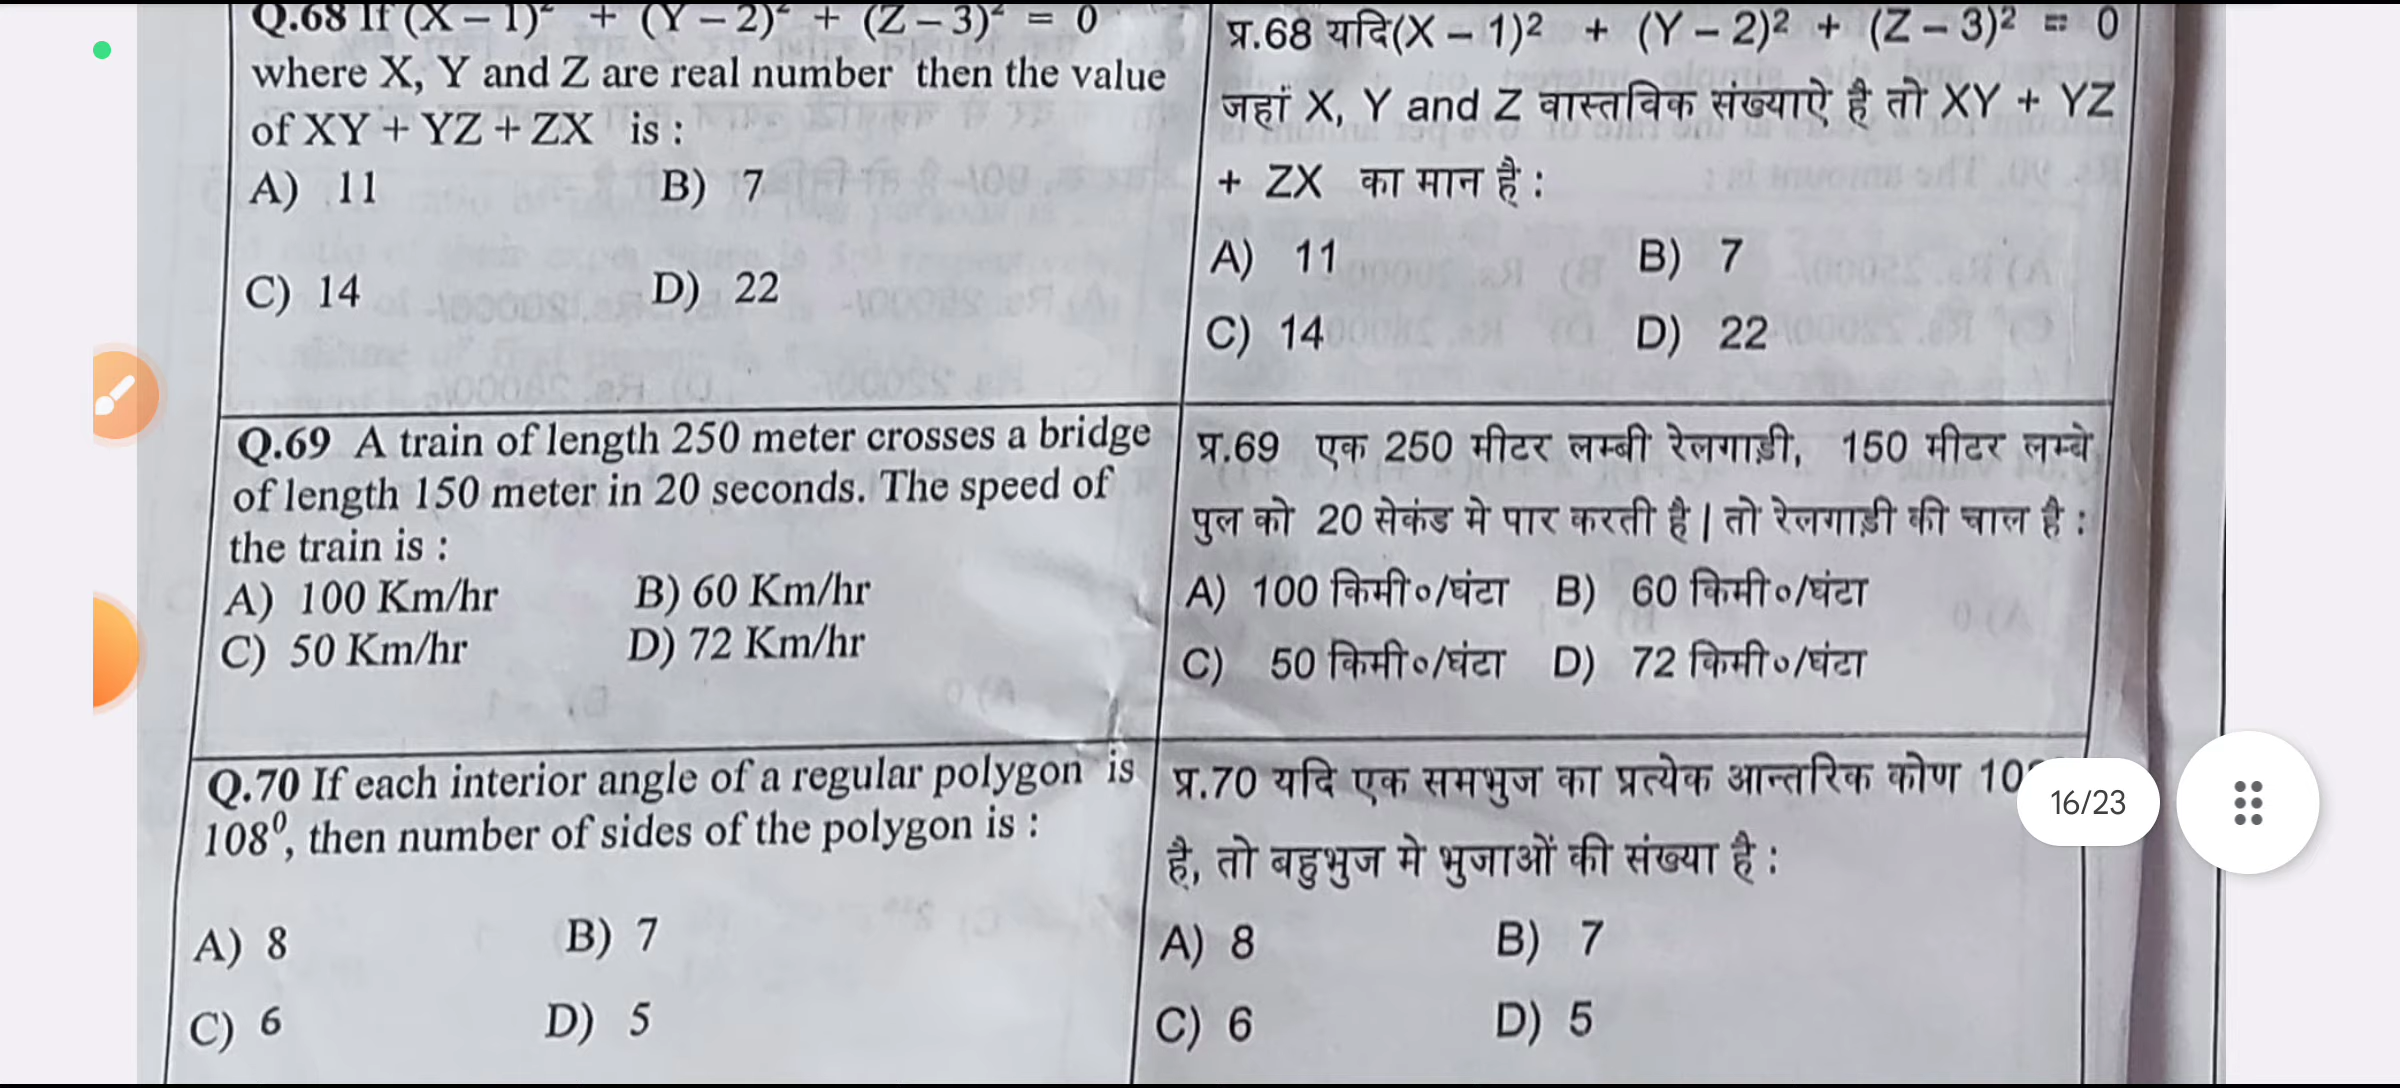 Q.68 If (X – 1)² + (Y – 2)² + (Z – 3)² = 0
where X, Y and Z are real number then the value
of XY + YZ + ZX is :
A) 11 B) 7
C) 14 D) 22
Q.69 A train of length 250 meter crosses a bridge
of length 150 meter in 20 seconds. The speed of
the train is :
A) 100 Km/hr B) 60 Km/hr
C) 50 Km/hr D) 72 Km/hr
Q.70 If each interior angle of a regular polygon is
108⁰, then number of sides of the polygon is :
A) 8 B) 7
C) 6 D) 5
प्र.68 यदि(X – 1)2 + (Y – 2)2 + (Z – 3)2 = 0
जहाँ X, Y and Z वास्तविक संख्याऐ है तो XY + YZ
+ ZX का मान है :
A) 11 B) 7
C) 14 D) 22
प्र.69 एक 250 मीटर लम्बी रेलगाड़ी, 150 मीटर लम्बे
पुल को 20 सेकंड मे पार करती है | तो रेलगाड़ी की चाल है :
A) 100 किमी०/घंटा B) 60 किमी०/घंटा
C) 50 किमी०/घंटा D) 72 किमी०/घंटा
प्र.70 यदि एक समभुज का प्रत्येक आन्तरिक कोण
है, तो बहुभुज मे भुजाओं की संख्या है :
A) 8 B) 7
C) 6 D) 5
16/23